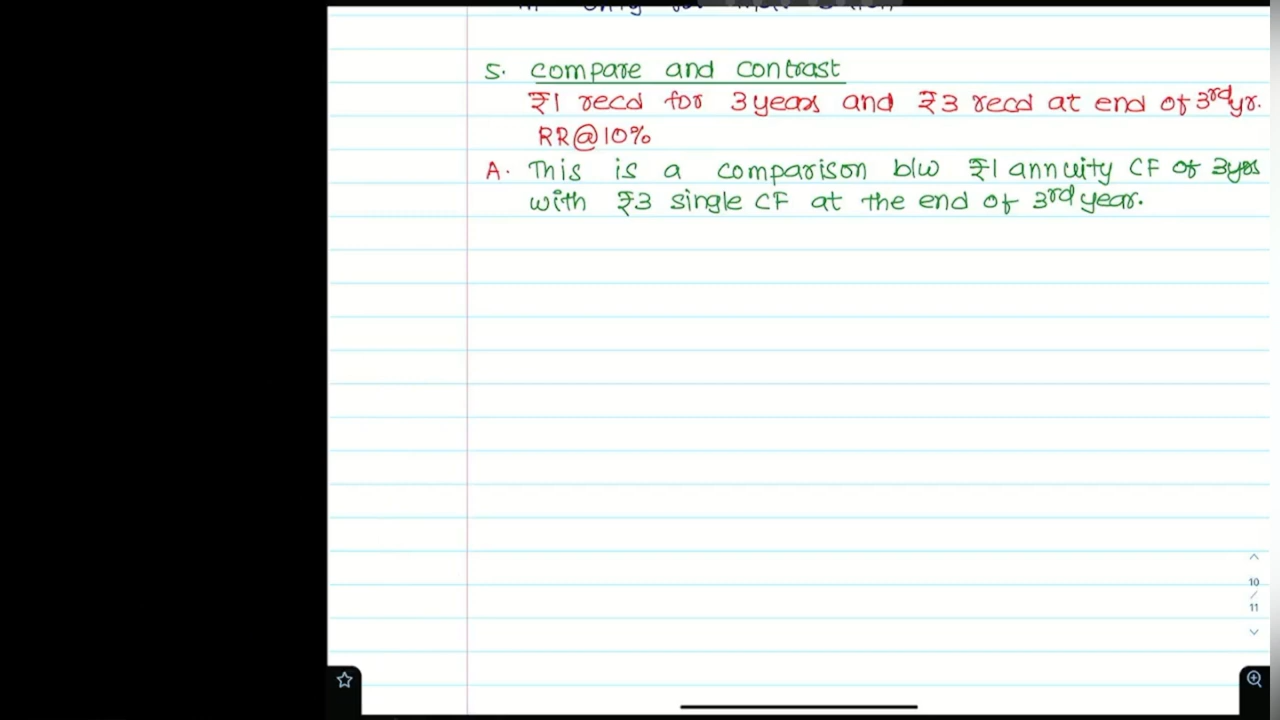 5. Compare and contrast
₹1 recd for 3 years and ₹3 recd at end of 3rd yr.
RR@10%
A. This is a comparison b/w ₹1 annuity CF of 3yrs
with ₹3 single CF at the end of 3rd year.
10
/
11